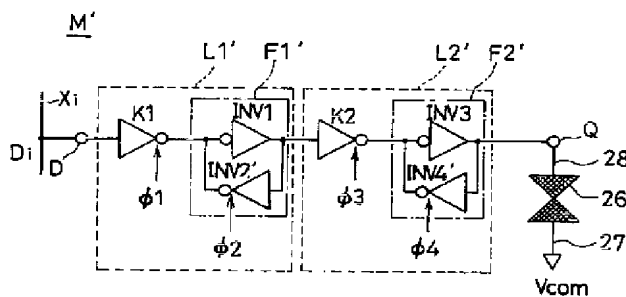 M'
L1' F1' L2' F2'
Xi K1 INV1 K2 INV3 Q
Di D INV2' INV4' 28
φ1 φ3 26
φ2 φ4 27
Vcom